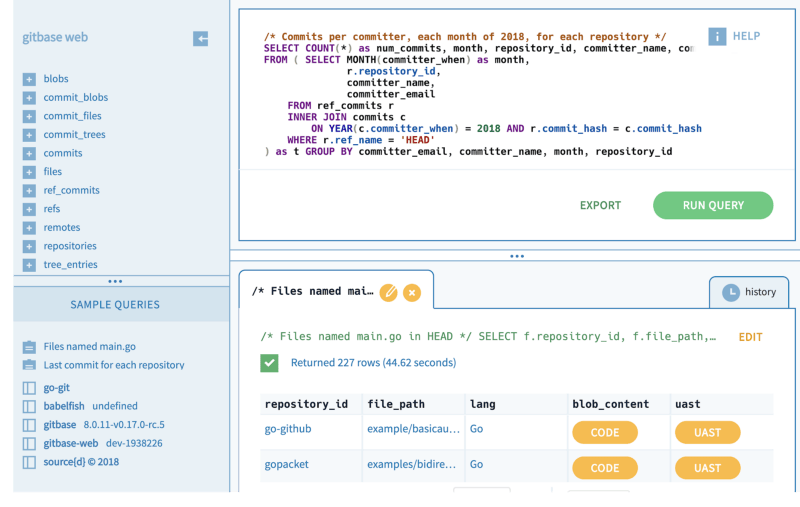 gitbase web
blobs
commit_blobs
commit_files
commit_trees
commits
files
ref_commits
refs
remotes
repositories
tree_entries
SAMPLE QUERIES
Files named main.go
Last commit for each repository
go-git
babelfish undefined
gitbase 8.0.11-v0.17.0-rc.5
gitbase-web dev-1938226
source{d} © 2018
/* Commits per committer, each month of 2018, for each repository */
SELECT COUNT(*) as num_commits, month, repository_id, committer_name,
FROM ( SELECT MONTH(committer_when) as month,
r.repository_id,
committer_name,
committer_email
FROM ref_commits r
INNER JOIN commits c
ON YEAR(c.committer_when) = 2018 AND r.commit_hash = c.commit_hash
WHERE r.ref_name = 'HEAD'
) as t GROUP BY committer_email, committer_name, month, repository_id
i HELP
EXPORT RUN QUERY
/* Files named mai…
history
/* Files named main.go in HEAD */ SELECT f.repository_id, f.file_path,… EDIT
Returned 227 rows (44.62 seconds)
repository_id file_path lang blob_content uast
go-github example/basicau… Go CODE UAST
gopacket examples/bidire… Go CODE UAST